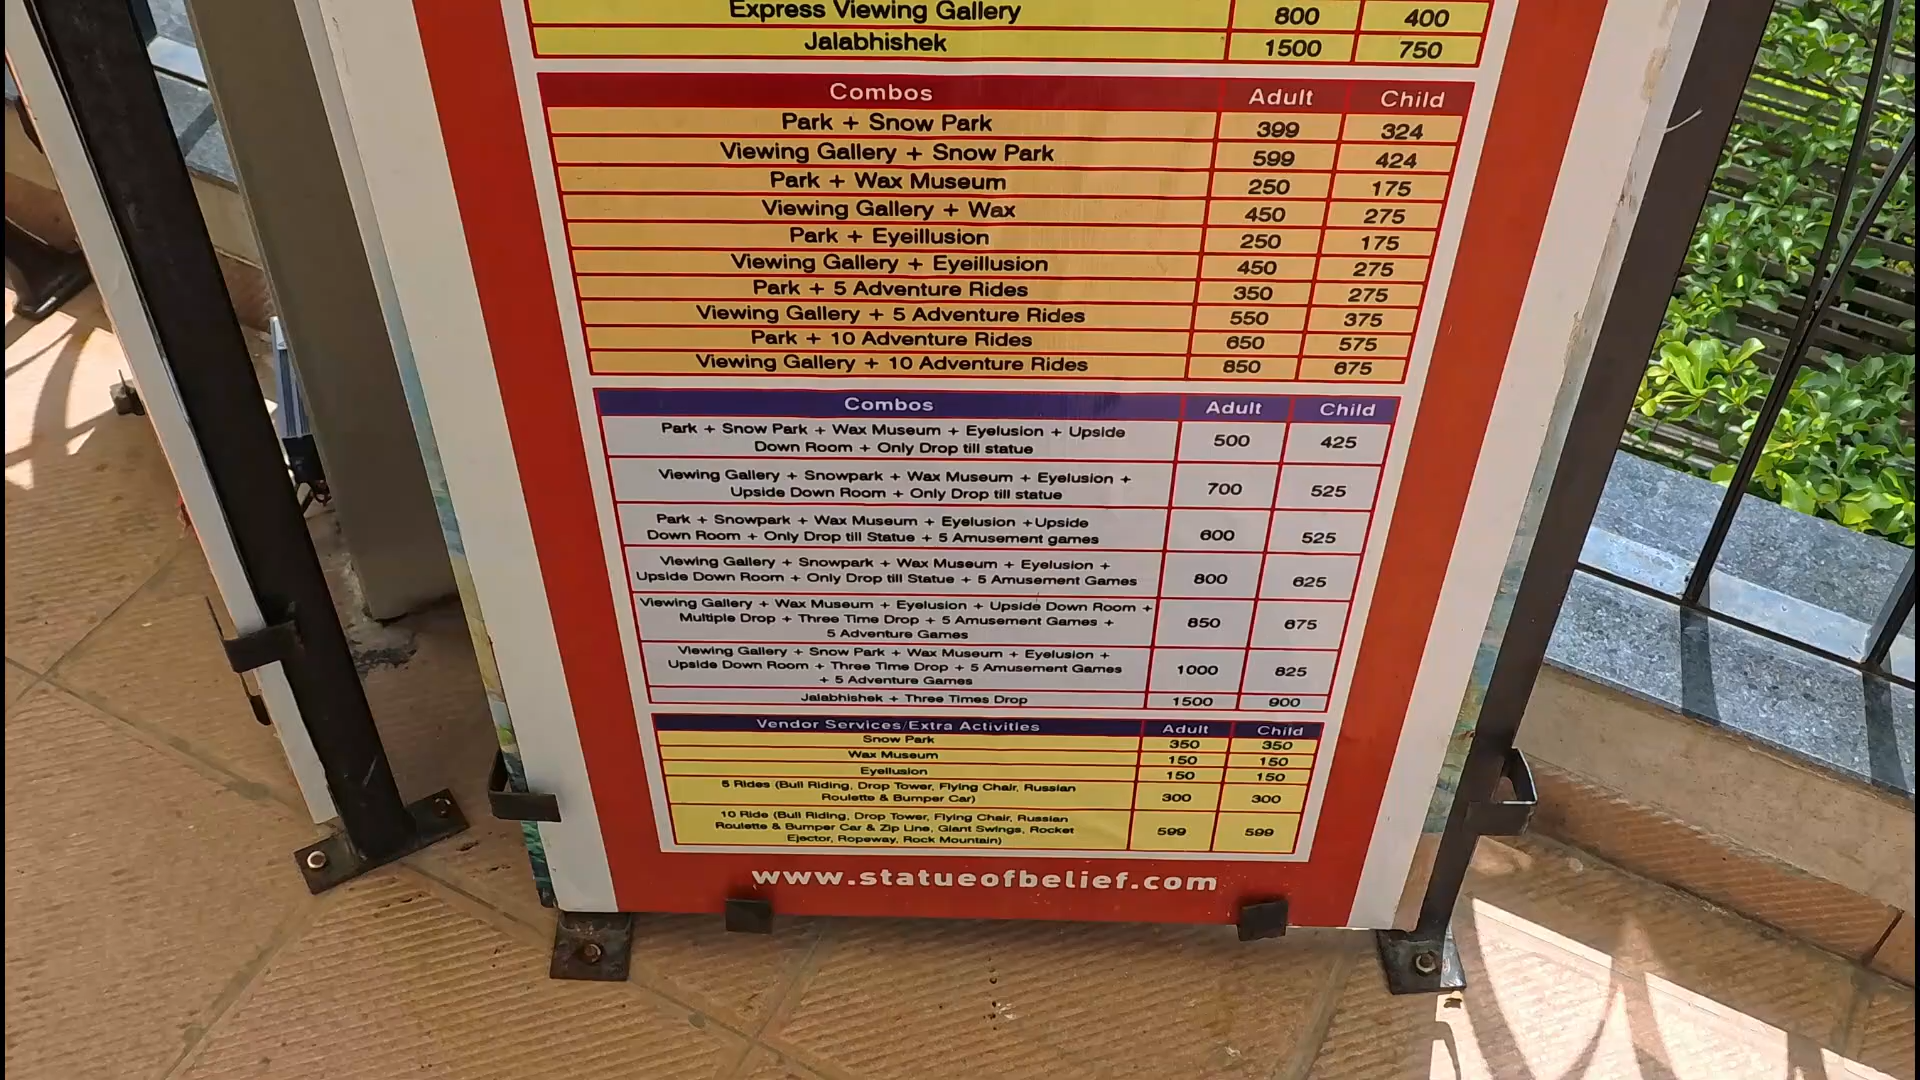 Express Viewing Gallery 800 400
Jalabhishek 1500 750
Combos Adult Child
Park + Snow Park 399 324
Viewing Gallery + Snow Park 599 424
Park + Wax Museum 250 175
Viewing Gallery + Wax 450 275
Park + Eyeillusion 250 175
Viewing Gallery + Eyeillusion 450 275
Park + 5 Adventure Rides 350 275
Viewing Gallery + 5 Adventure Rides 550 375
Park + 10 Adventure Rides 650 575
Viewing Gallery + 10 Adventure Rides 850 675
Combos Adult Child
Park + Snow Park + Wax Museum + Eyelusion + Upside
Down Room + Only Drop till statue 500 425
Viewing Gallery + Snowpark + Wax Museum + Eyelusion +
Upside Down Room + Only Drop till statue 700 525
Park + Snowpark + Wax Museum + Eyelusion +Upside
Down Room + Only Drop till Statue + 5 Amusement games 600 525
Viewing Gallery + Snowpark + Wax Museum + Eyelusion +
Upside Down Room + Only Drop till Statue + 5 Amusement Games 800 625
Viewing Gallery + Wax Museum + Eyelusion + Upside Down Room +
Multiple Drop + Three Time Drop + 5 Amusement Games + 850 675
5 Adventure Games
Viewing Gallery + Snow Park + Wax Museum + Eyelusion +
Upside Down Room + Three Time Drop + 5 Amusement Games 1000 825
+ 5 Adventure Games
Jalabhishek + Three Times Drop 1500 900
Vendor Services/Extra Activities Adult Child
Snow Park 350 350
Wax Museum 150 150
Eyellusion 150 150
5 Rides (Bull Riding, Drop Tower, Flying Chair, Russian
Roulette & Bumper Car) 300 300
10 Ride (Bull Riding, Drop Tower, Flying Chair, Russian
Roulette & Bumper Car & Zip Line, Giant Swings, Rocket 599 599
Ejector, Ropeway, Rock Mountain)
www.statueofbelief.com